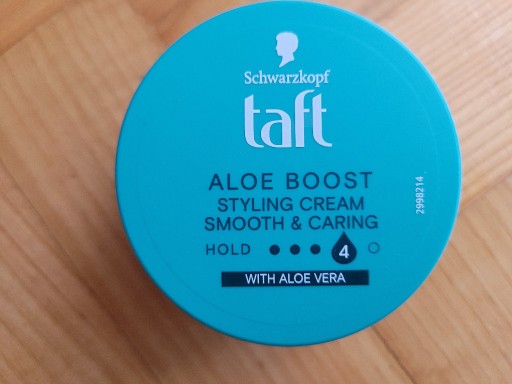 Schwarzkopf
taft
ALOE BOOST
STYLING CREAM
SMOOTH & CARING
HOLD 4
WITH ALOE VERA
2998214